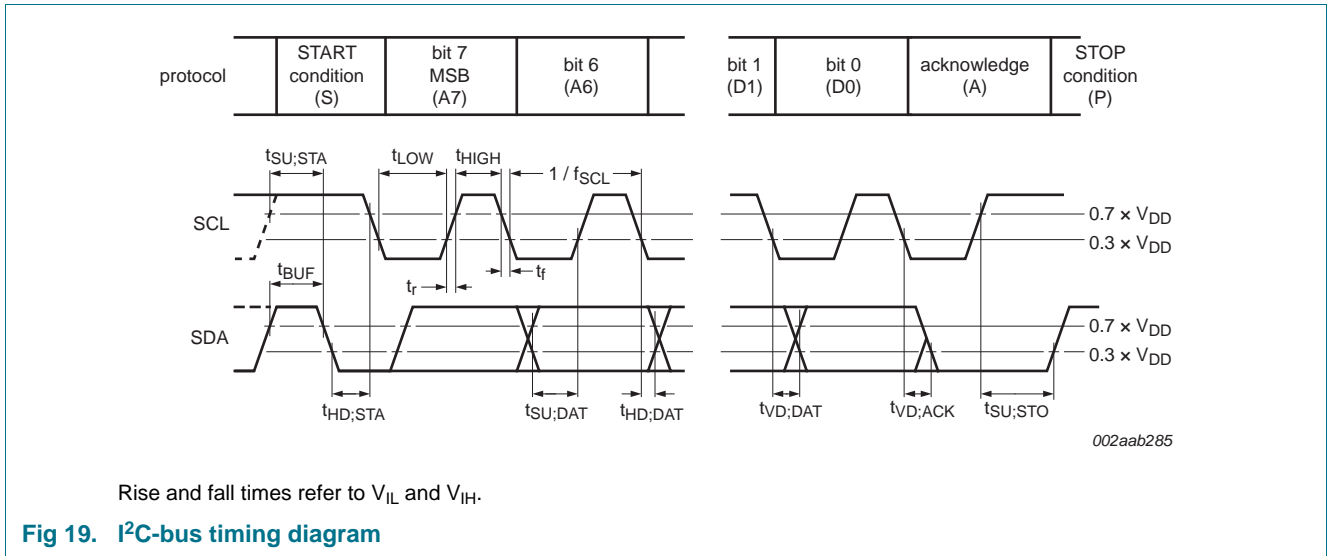 protocol
START
condition
(S)
bit 7
MSB
(A7)
bit 6
(A6)
bit 1
(D1)
bit 0
(D0)
acknowledge
(A)
STOP
condition
(P)
tSU;STA
tLOW
tHIGH
1 / fSCL
SCL
0.7 × VDD
0.3 × VDD
tBUF
tr
tf
SDA
0.7 × VDD
0.3 × VDD
tHD;STA
tSU;DAT
tHD;DAT
tVD;DAT
tVD;ACK
tSU;STO
002aab285
Rise and fall times refer to VIL and VIH.
Fig 19. I²C-bus timing diagram